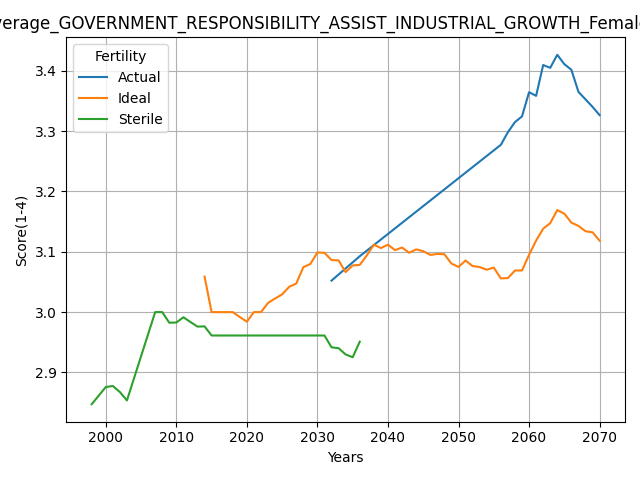 verage_GOVERNMENT_RESPONSIBILITY_ASSIST_INDUSTRIAL_GROWTH_Femal
Fertility
Actual
Ideal
Sterile
Score(1-4)
3.4
3.3
3.2
3.1
3.0
2.9
2000 2010 2020 2030 2040 2050 2060 2070
Years